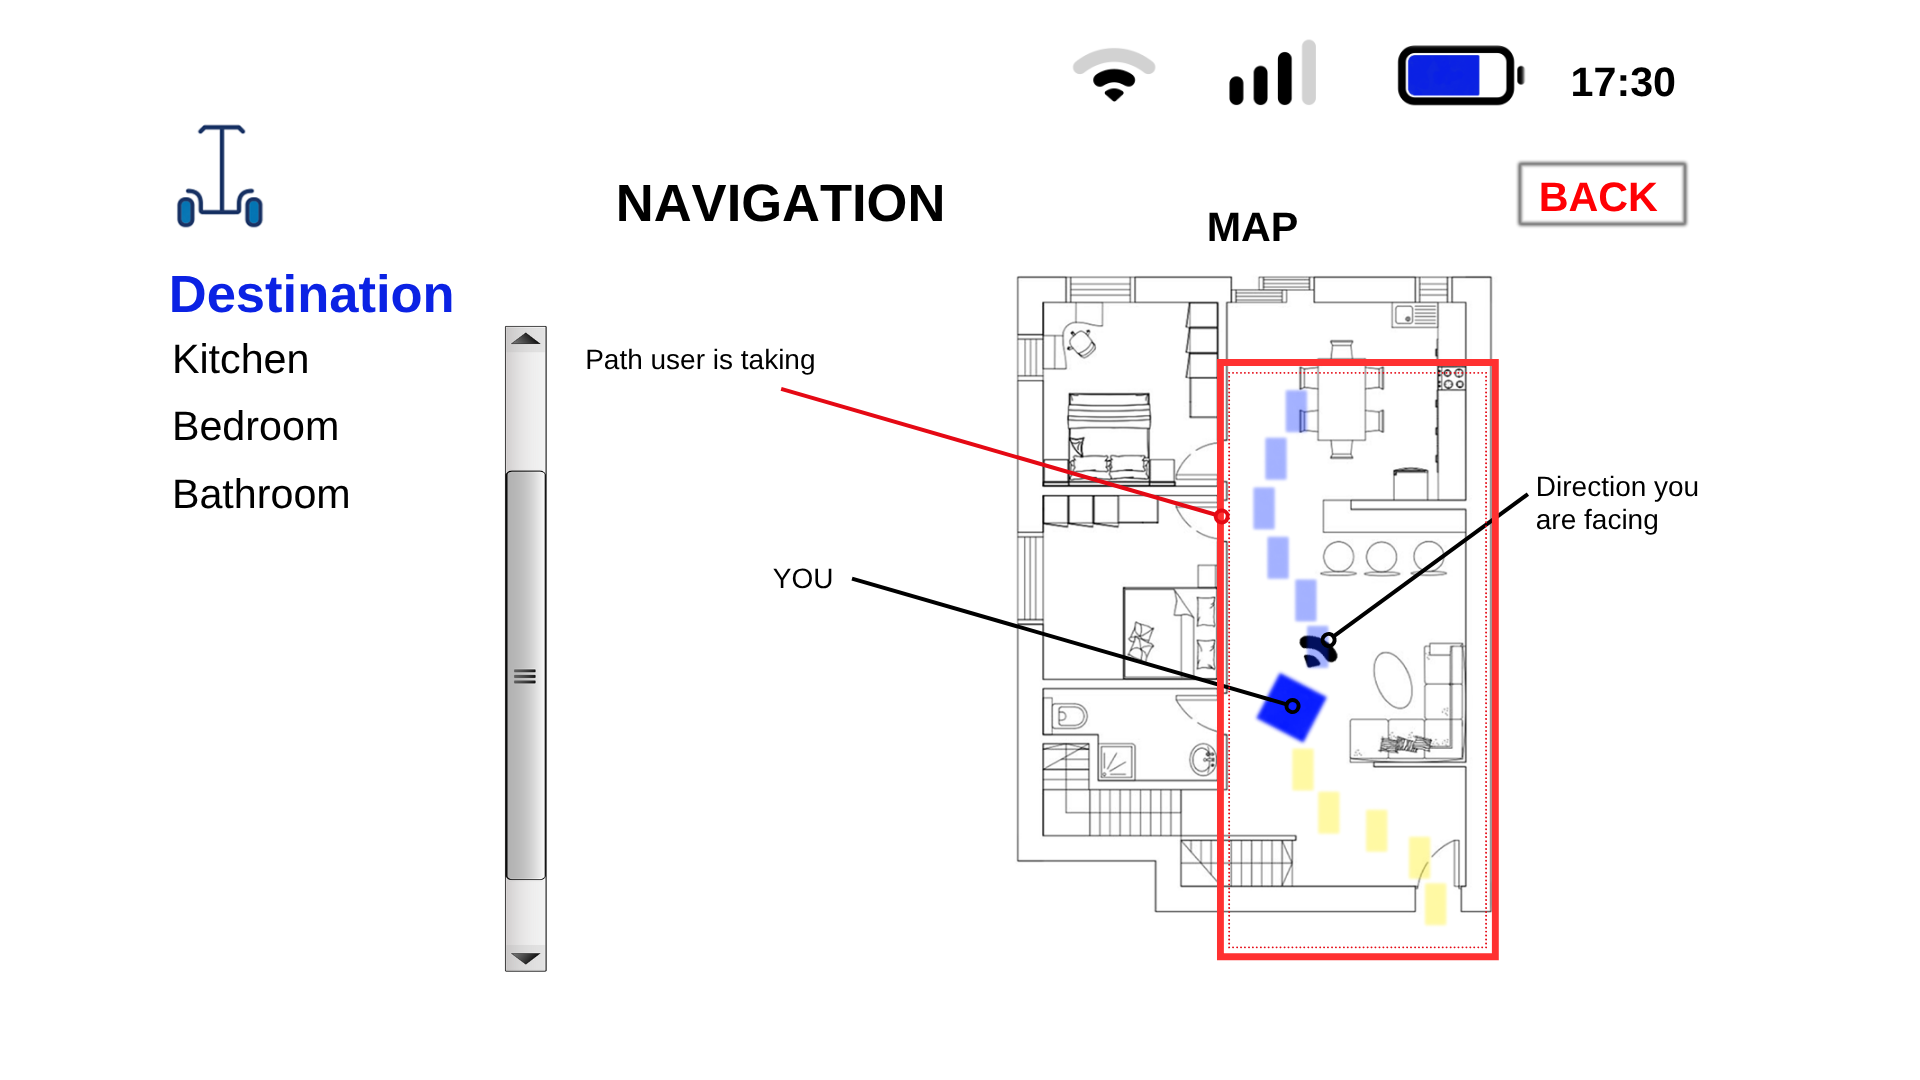 17:30
NAVIGATION
BACK
MAP
Destination
Kitchen
Bedroom
Bathroom
Path user is taking
YOU
Direction you
are facing